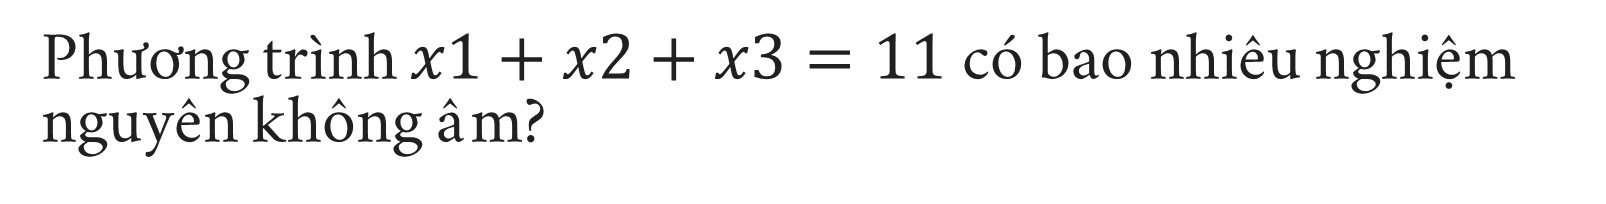 Phương trình x1 + x2 + x3 = 11 có bao nhiêu nghiệm
nguyên không âm?